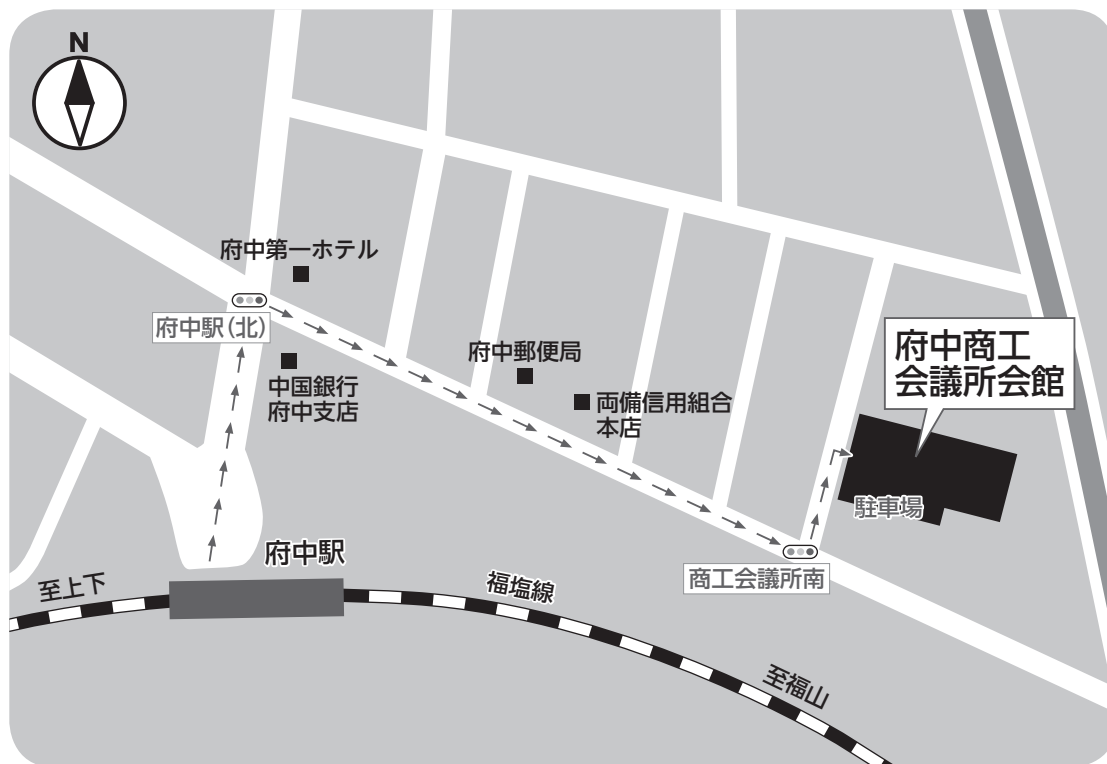 N
府中第一ホテル
府中駅（北）
中国銀行
府中支店
府中郵便局
両備信用組合
本店
府中商工
会議所会館
駐車場
商工会議所南
府中駅
至上下
福塩線
至福山